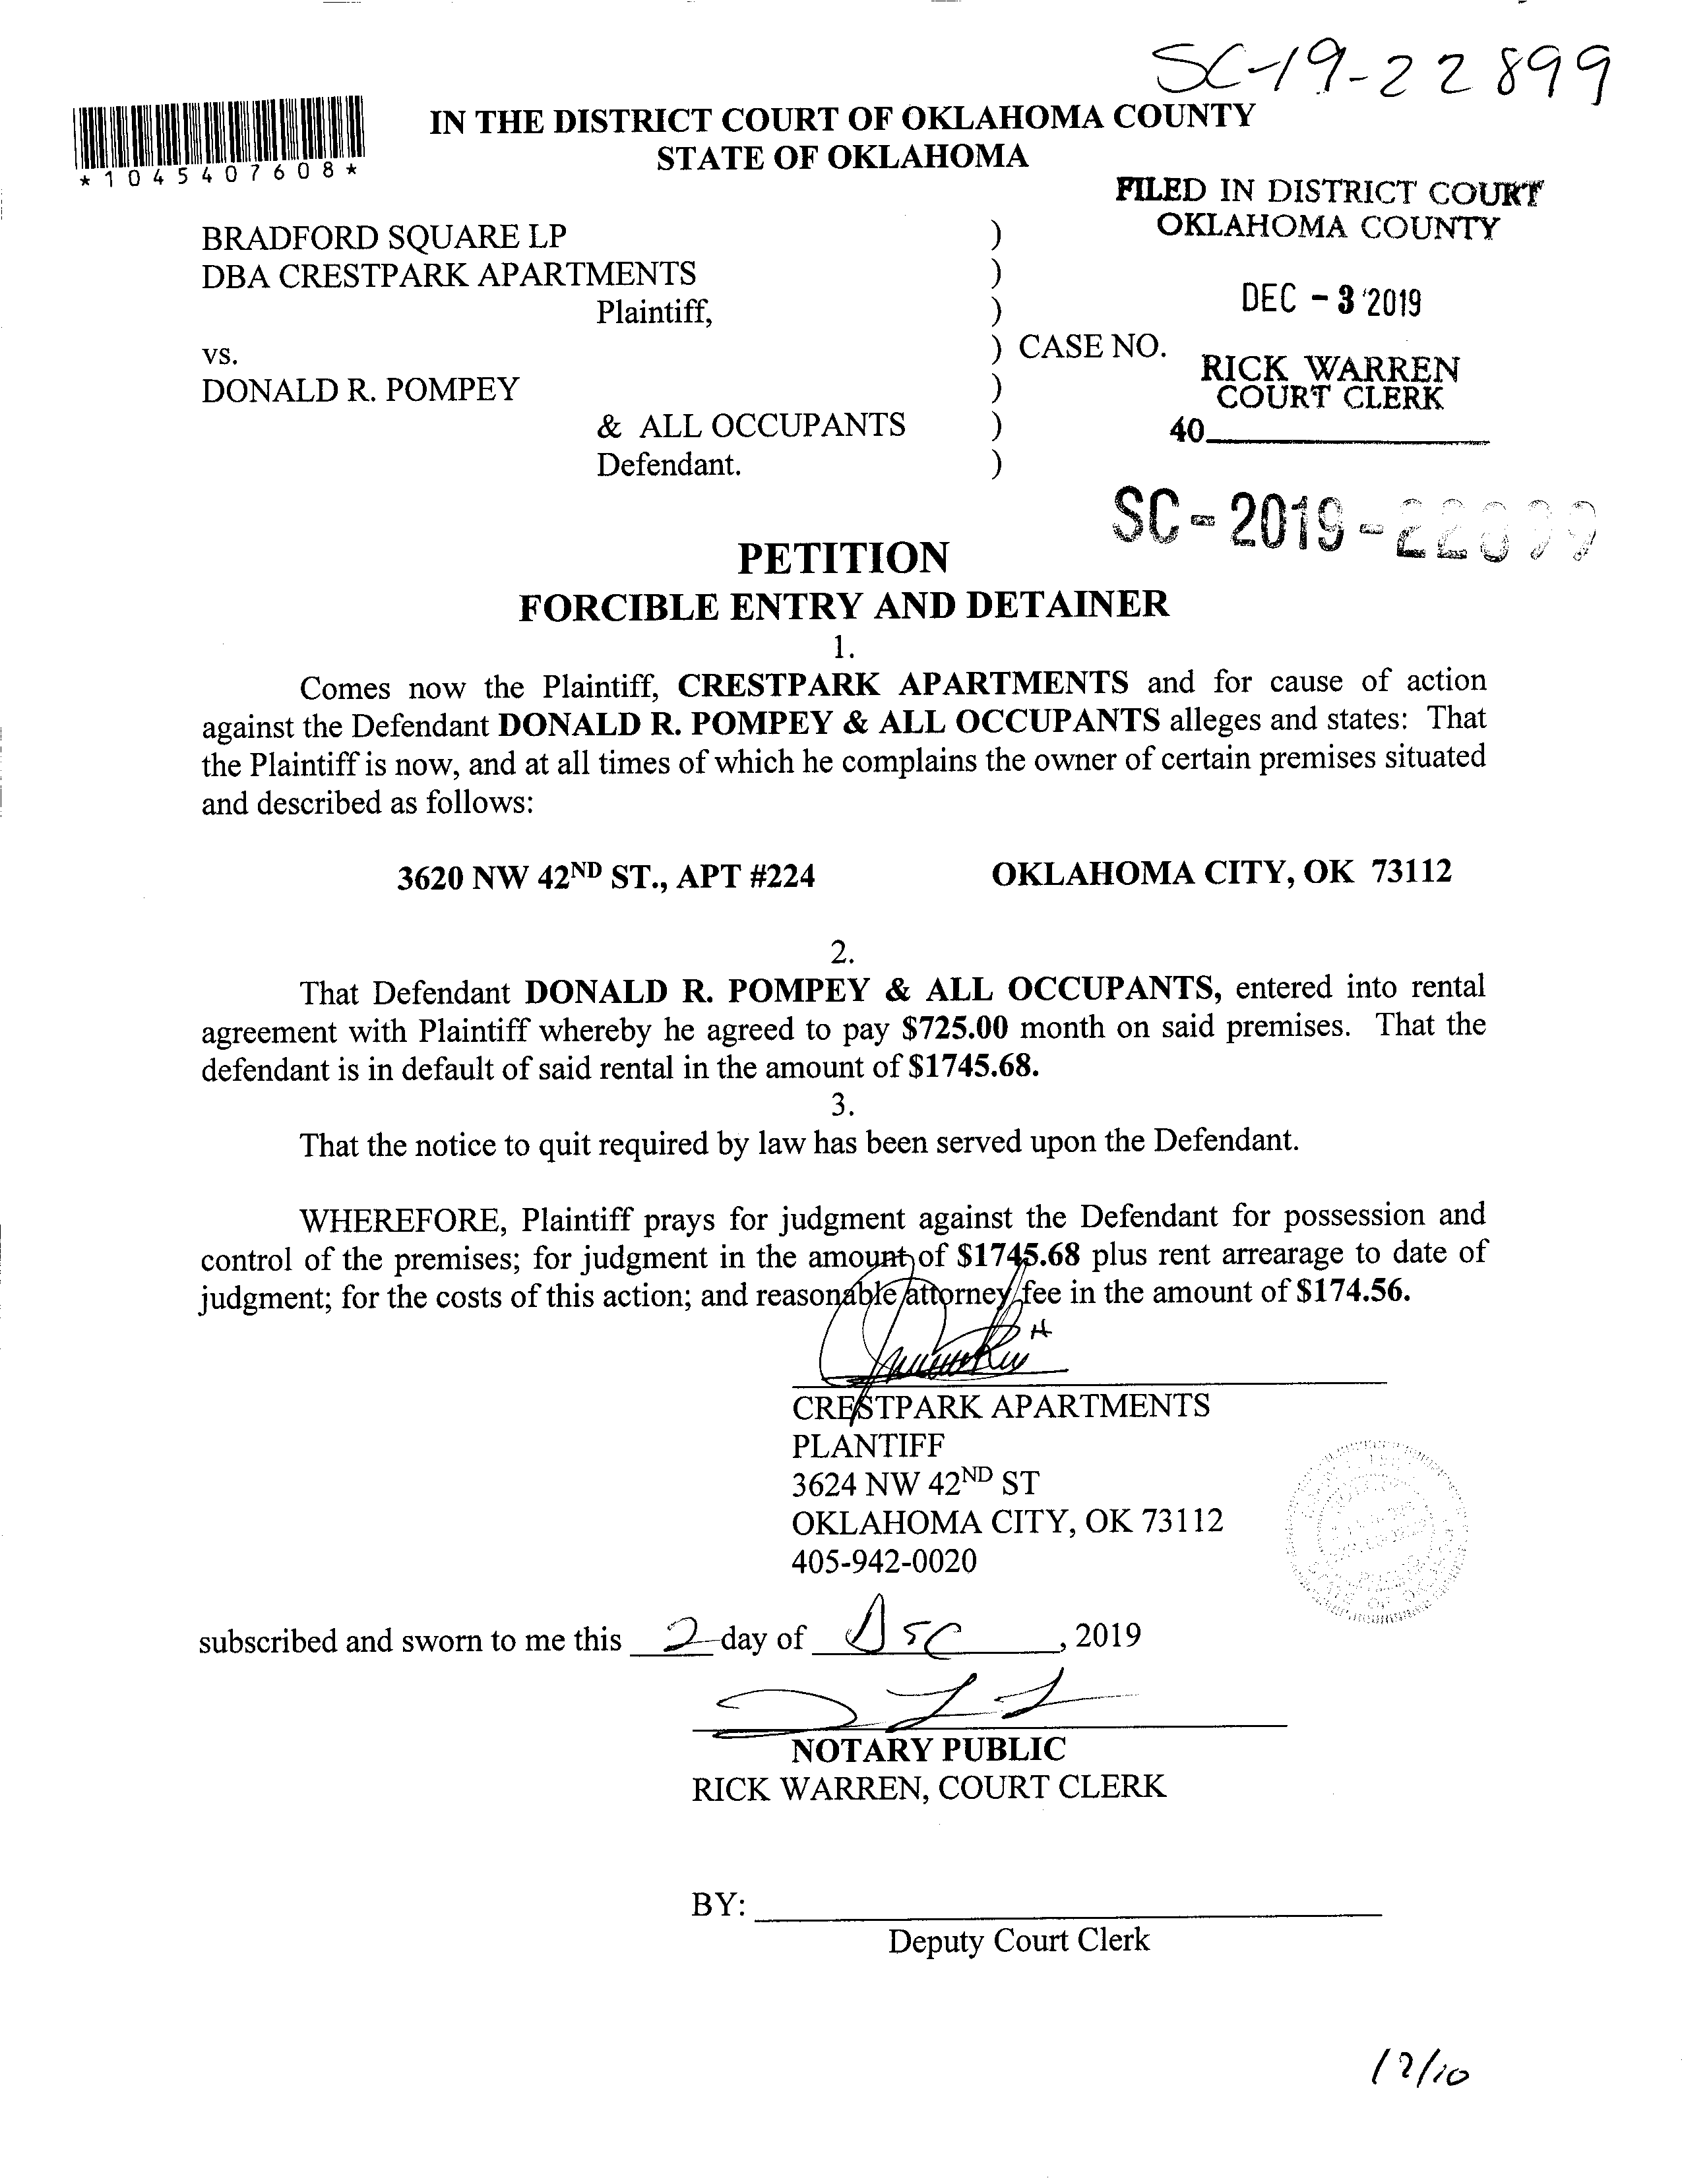 SC-19-22899
*1045407608*
IN THE DISTRICT COURT OF OKLAHOMA COUNTY
STATE OF OKLAHOMA
FILED IN DISTRICT COURT
OKLAHOMA COUNTY
DEC - 3 2019
RICK WARREN
COURT CLERK
40
BRADFORD SQUARE LP )
DBA CRESTPARK APARTMENTS )
Plaintiff, )
vs. ) CASE NO.
DONALD R. POMPEY )
& ALL OCCUPANTS )
Defendant. )
SC-2019-22899
PETITION
FORCIBLE ENTRY AND DETAINER
1.
Comes now the Plaintiff, CRESTPARK APARTMENTS and for cause of action
against the Defendant DONALD R. POMPEY & ALL OCCUPANTS alleges and states: That
the Plaintiff is now, and at all times of which he complains the owner of certain premises situated
and described as follows:
3620 NW 42ND ST., APT #224 OKLAHOMA CITY, OK 73112
2.
That Defendant DONALD R. POMPEY & ALL OCCUPANTS, entered into rental
agreement with Plaintiff whereby he agreed to pay $725.00 month on said premises. That the
defendant is in default of said rental in the amount of $1745.68.
3.
That the notice to quit required by law has been served upon the Defendant.
WHEREFORE, Plaintiff prays for judgment against the Defendant for possession and
control of the premises; for judgment in the amount of $1745.68 plus rent arrearage to date of
judgment; for the costs of this action; and reasonable attorney fee in the amount of $174.56.
CRESTPARK APARTMENTS
PLANTIFF
3624 NW 42ND ST
OKLAHOMA CITY, OK 73112
405-942-0020
subscribed and sworn to me this 2 day of Dec, 2019
NOTARY PUBLIC
RICK WARREN, COURT CLERK
BY:
Deputy Court Clerk
12/10